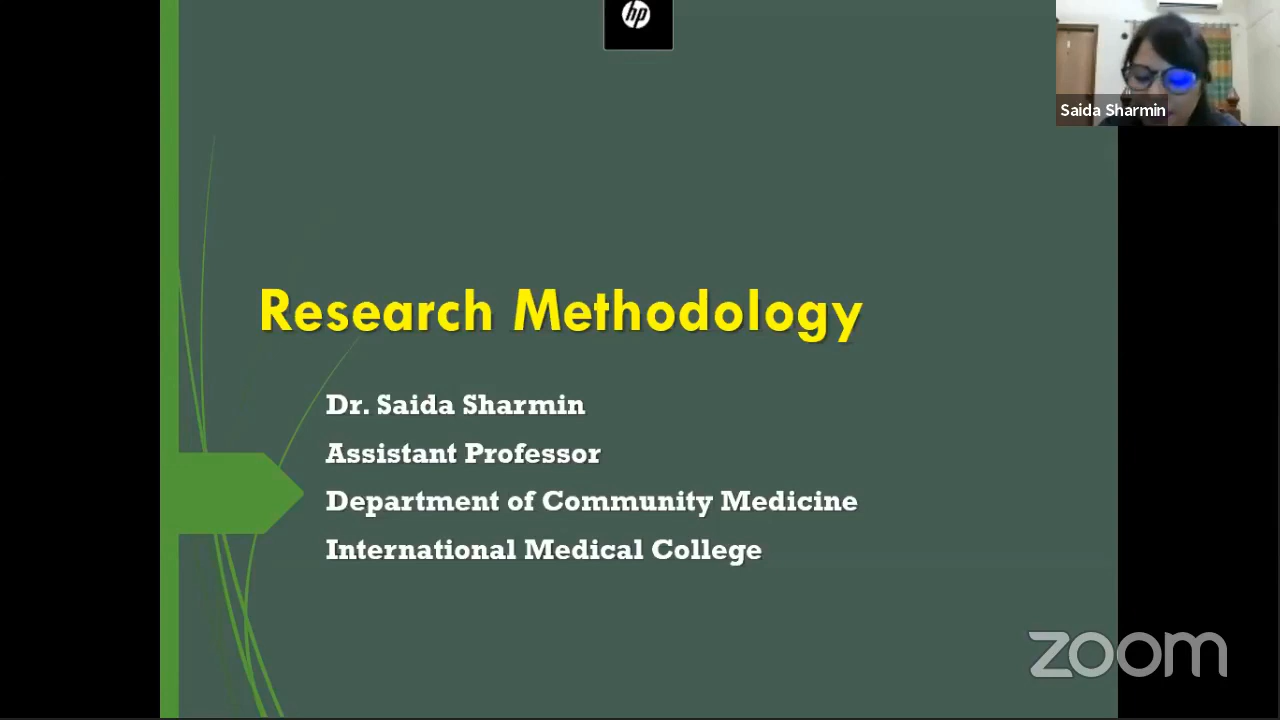 hp
Saida Sharmin
Research Methodology
Dr. Saida Sharmin
Assistant Professor
Department of Community Medicine
International Medical College
zoom